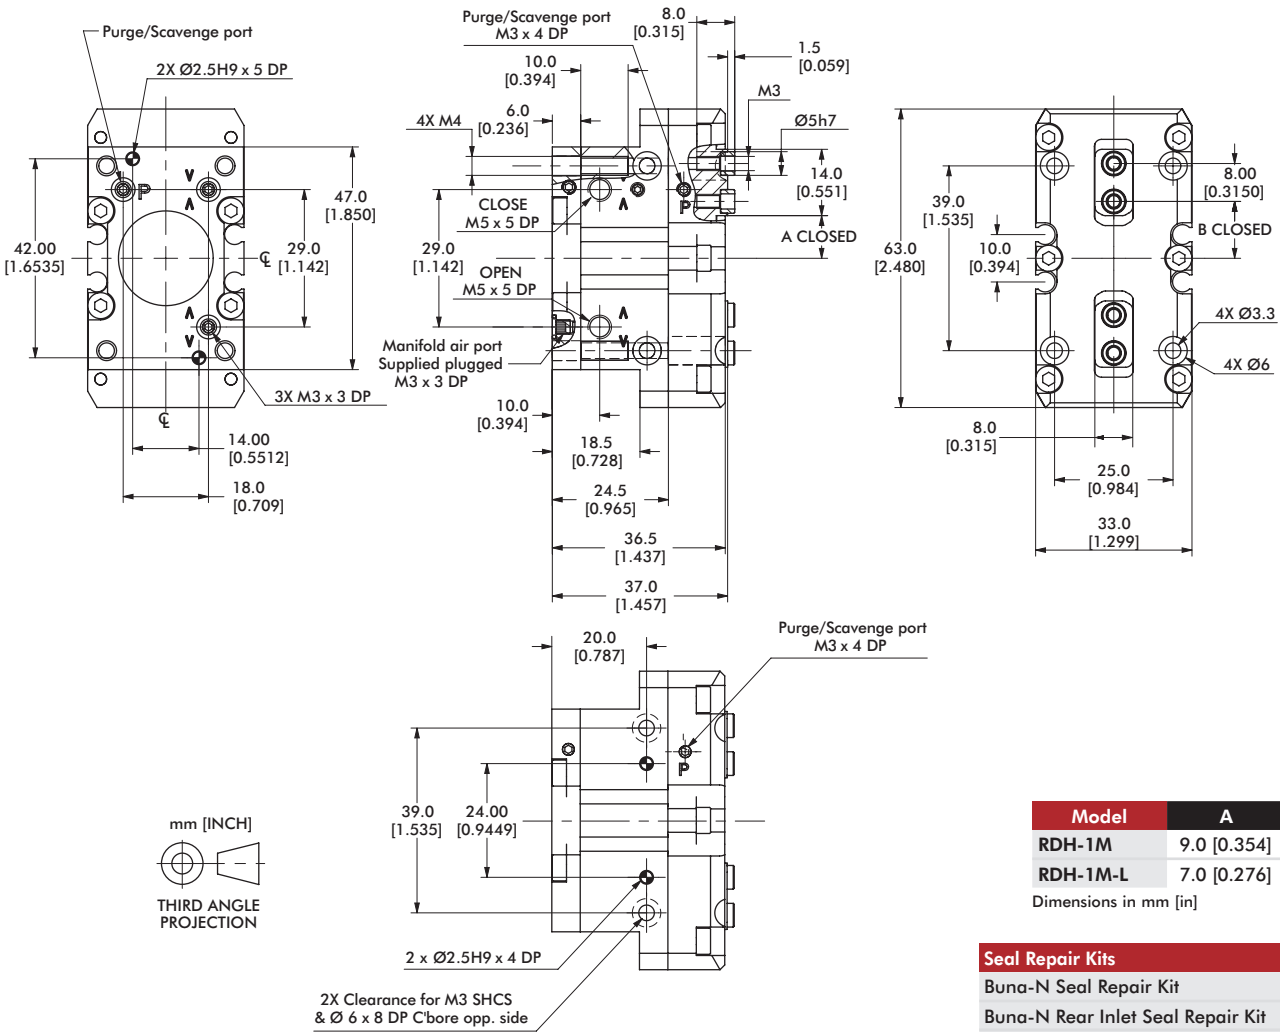 Purge/Scavenge port
2X Ø2.5H9 x 5 DP
P
47.0
[1.850]
42.00
[1.6535]
29.0
[1.142]
℄
3X M3 x 3 DP
℄
14.00
[0.5512]
18.0
[0.709]
Purge/Scavenge port
M3 x 4 DP
8.0
[0.315]
1.5
[0.059]
10.0
[0.394]
M3
6.0
[0.236]
4X M4
Ø5h7
14.0
[0.551]
P
CLOSE
M5 x 5 DP
A CLOSED
29.0
[1.142]
OPEN
M5 x 5 DP
Manifold air port
Supplied plugged
M3 x 3 DP
10.0
[0.394]
18.5
[0.728]
24.5
[0.965]
36.5
[1.437]
37.0
[1.457]
39.0
[1.535]
8.00
[0.3150]
B CLOSED
63.0
[2.480]
10.0
[0.394]
4X Ø3.3
4X Ø6
8.0
[0.315]
25.0
[0.984]
33.0
[1.299]
20.0
[0.787]
Purge/Scavenge port
M3 x 4 DP
P
39.0
[1.535]
24.00
[0.9449]
2 x Ø2.5H9 x 4 DP
2X Clearance for M3 SHCS
& Ø 6 x 8 DP C'bore opp. side
mm [INCH]
THIRD ANGLE
PROJECTION
Model A
RDH-1M 9.0 [0.354]
RDH-1M-L 7.0 [0.276]
Dimensions in mm [in]
Seal Repair Kits
Buna-N Seal Repair Kit
Buna-N Rear Inlet Seal Repair Kit